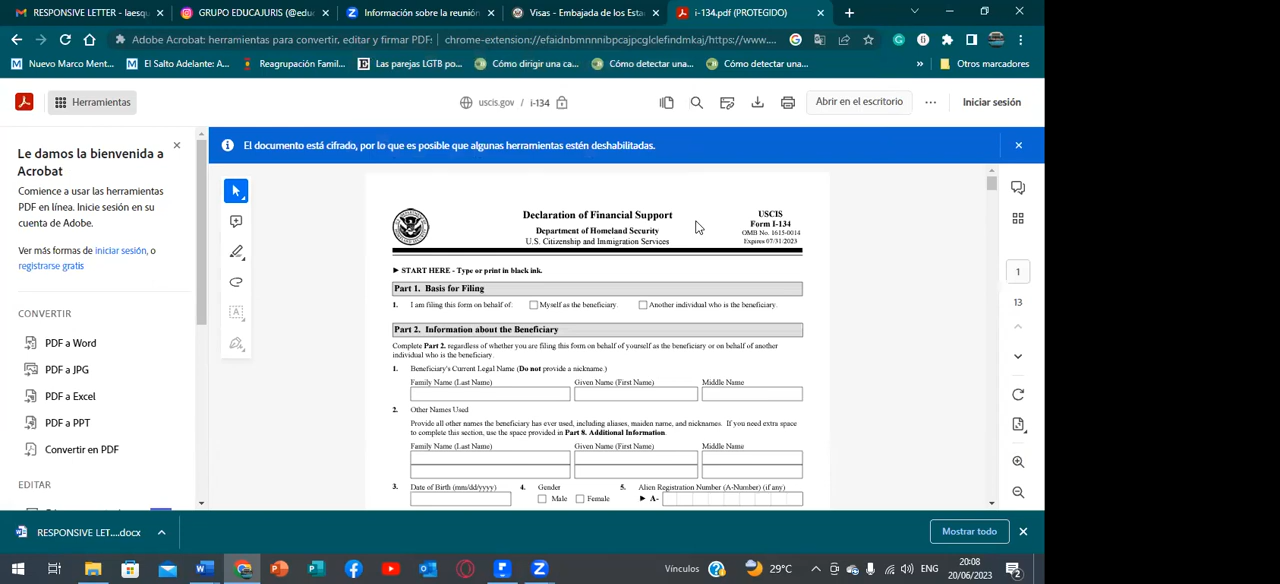 RESPONSIVE LETTER - laesqu
GRUPO EDUCAJURIS (@educ
Información sobre la reunión
Visas - Embajada de los Esta
i-134.pdf (PROTEGIDO)
Adobe Acrobat: herramientas para convertir, editar y firmar PDF
chrome-extension://efaidnbmnnnibpcajpcglclefindmkaj/https://www....
Nuevo Marco Ment...
El Salto Adelante: A...
Reagrupación Famil...
Las parejas LGTB po...
Cómo dirigir una ca...
Cómo detectar una...
Cómo detectar una...
»
Otros marcadores
Herramientas
uscis.gov / i-134
Abrir en el escritorio
Iniciar sesión
El documento está cifrado, por lo que es posible que algunas herramientas estén deshabilitadas.
Le damos la bienvenida a
Acrobat
Comience a usar las herramientas
PDF en línea. Inicie sesión en su
cuenta de Adobe.
Ver más formas de iniciar sesión, o
registrarse gratis
CONVERTIR
PDF a Word
PDF a JPG
PDF a Excel
PDF a PPT
Convertir en PDF
EDITAR
Declaration of Financial Support
Department of Homeland Security
U.S. Citizenship and Immigration Services
USCIS
Form I-134
OMB No. 1615-0014
Expires 07/31/2023
► START HERE - Type or print in black ink.
Part 1. Basis for Filing
1. I am filing this form on behalf of: Myself as the beneficiary. Another individual who is the beneficiary.
Part 2. Information about the Beneficiary
Complete Part 2. regardless of whether you are filing this form on behalf of yourself as the beneficiary or on behalf of another
individual who is the beneficiary.
1. Beneficiary's Current Legal Name (Do not provide a nickname.)
Family Name (Last Name) Given Name (First Name) Middle Name
2. Other Names Used
Provide all other names the beneficiary has ever used, including aliases, maiden name, and nicknames. If you need extra space
to complete this section, use the space provided in Part 8. Additional Information.
Family Name (Last Name) Given Name (First Name) Middle Name
3. Date of Birth (mm/dd/yyyy) 4. Gender 5. Alien Registration Number (A-Number) (if any)
Male Female ► A-
1
13
RESPONSIVE LET....docx
Mostrar todo
Vínculos
29°C
ENG
20:08
20/06/2023
2